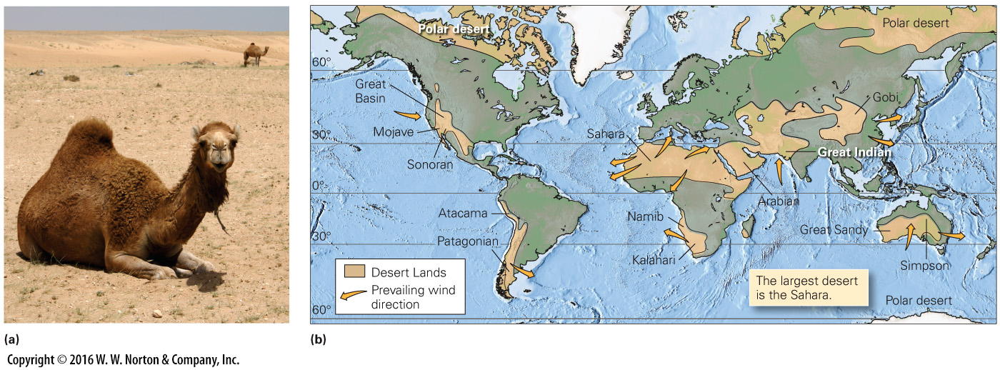 Polar desert
Polar desert
60°
Great
Basin
Gobi
Mojave
30°
Sahara
Great Indian
Sonoran
0°
Arabian
Atacama
Namib
Great Sandy
30°
Patagonian
Kalahari
Simpson
Desert Lands
Prevailing wind
direction
The largest desert
is the Sahara.
Polar desert
60°
(a)
(b)
Copyright © 2016 W. W. Norton & Company, Inc.